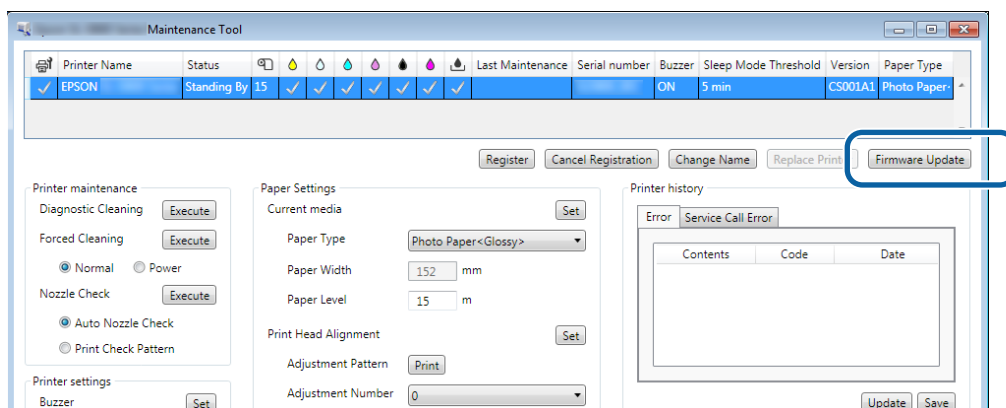 Maintenance Tool
Printer Name Status Last Maintenance Serial number Buzzer Sleep Mode Threshold Version Paper Type
EPSON Standing By 15 ON 5 min CS001A1 Photo Paper
Register Cancel Registration Change Name Replace Firmware Update
Printer maintenance
Diagnostic Cleaning Execute
Forced Cleaning Execute
Normal Power
Nozzle Check Execute
Auto Nozzle Check
Print Check Pattern
Printer settings
Buzzer Set
Paper Settings
Current media Set
Paper Type Photo Paper<Glossy>
Paper Width 152 mm
Paper Level 15 m
Print Head Alignment Set
Adjustment Pattern Print
Adjustment Number 0
Printer history
Error Service Call Error
Contents Code Date
Update Save